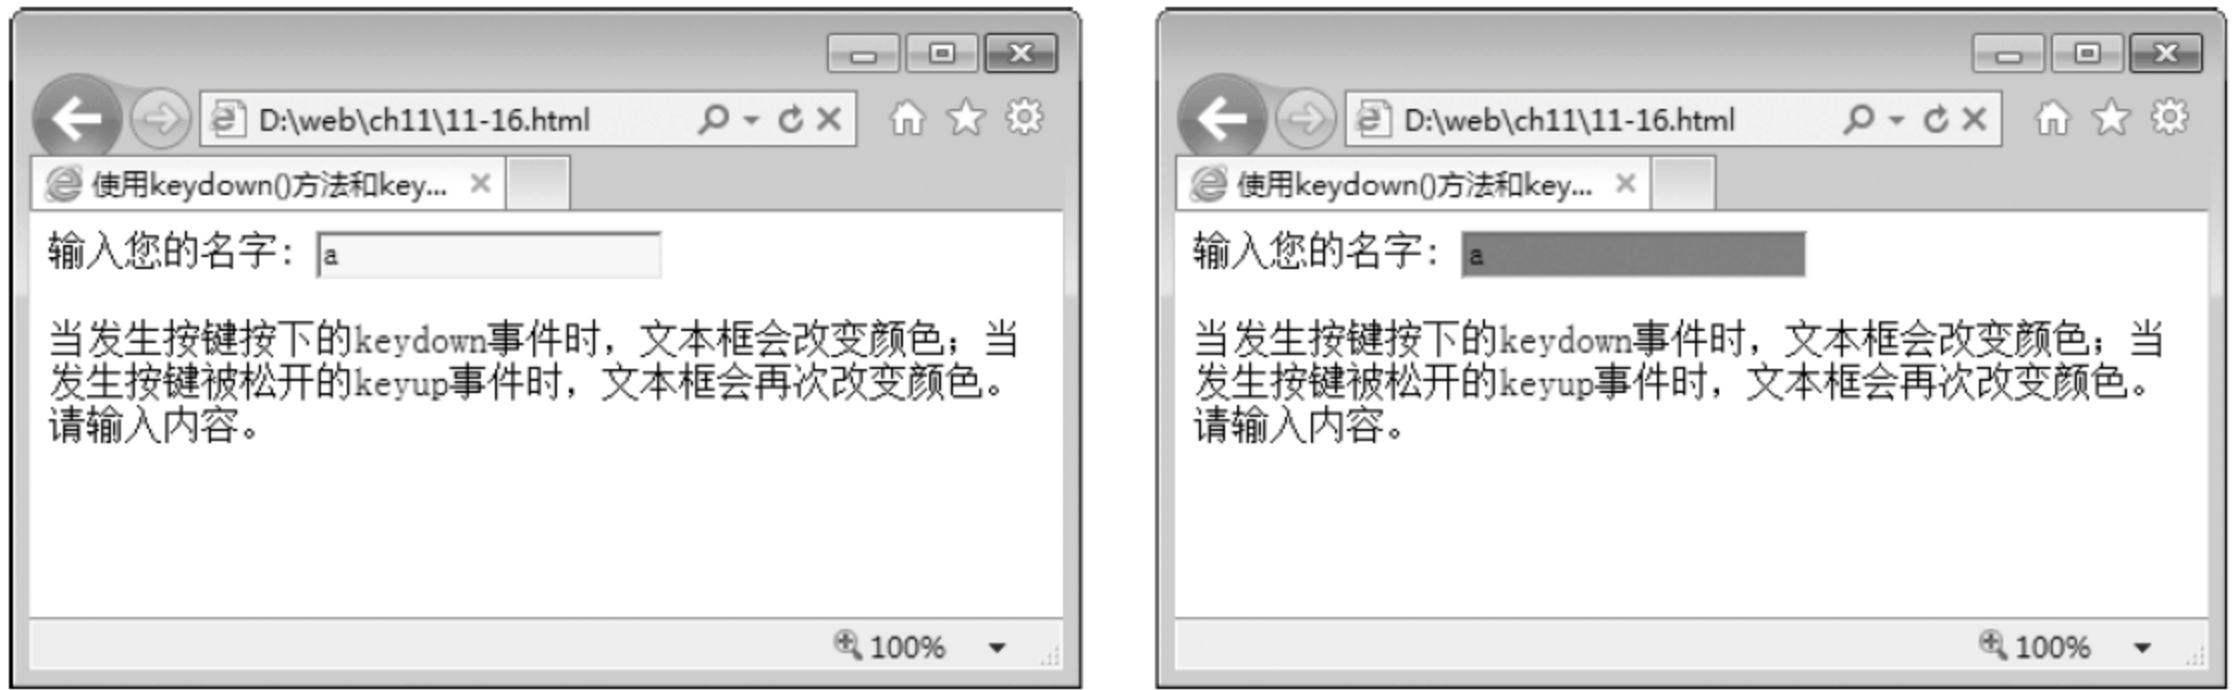 D:\web\ch11\11-16.html
使用keydown()方法和key...
输入您的名字: a
当发生按键按下的keydown事件时，文本框会改变颜色；当
发生按键被松开的keyup事件时，文本框会再次改变颜色。
请输入内容。
100%
D:\web\ch11\11-16.html
使用keydown()方法和key...
输入您的名字: a
当发生按键按下的keydown事件时，文本框会改变颜色；当
发生按键被松开的keyup事件时，文本框会再次改变颜色。
请输入内容。
100%